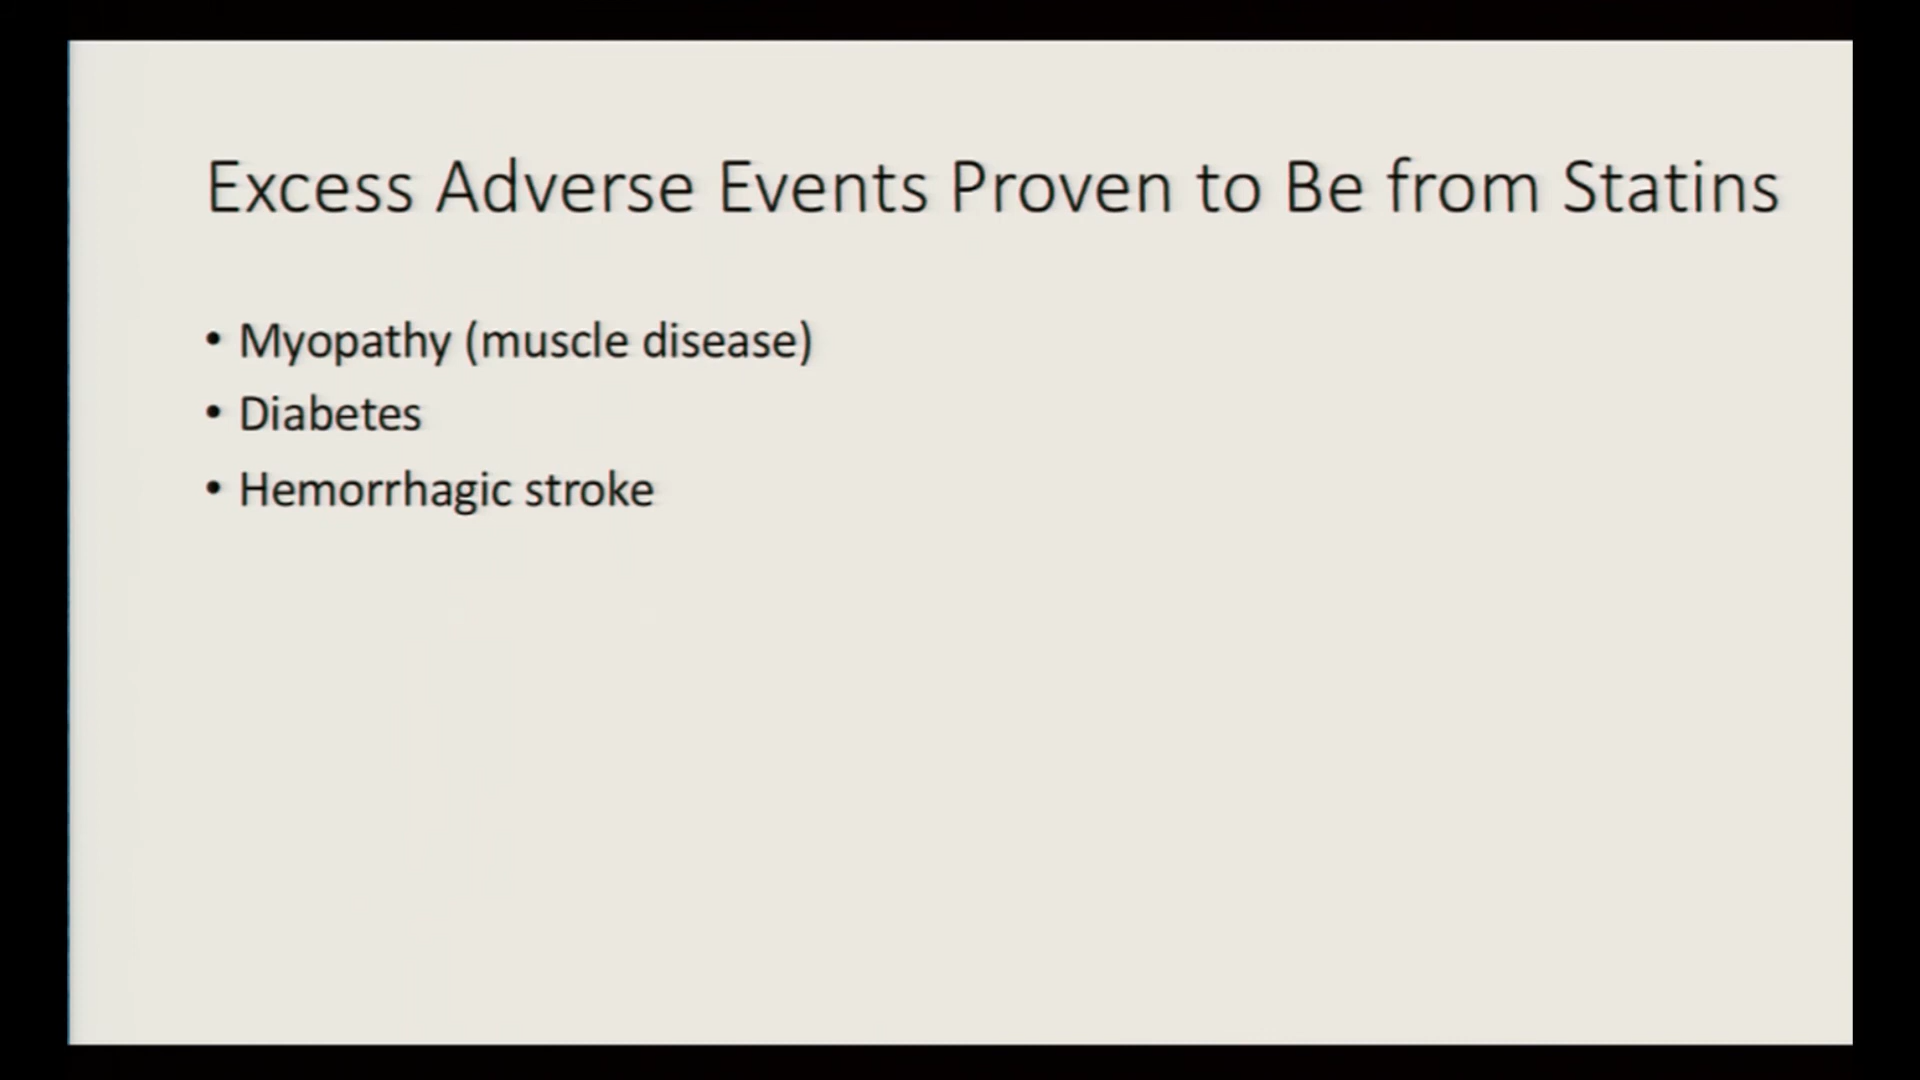 Excess Adverse Events Proven to Be from Statins
• Myopathy (muscle disease)
• Diabetes
• Hemorrhagic stroke